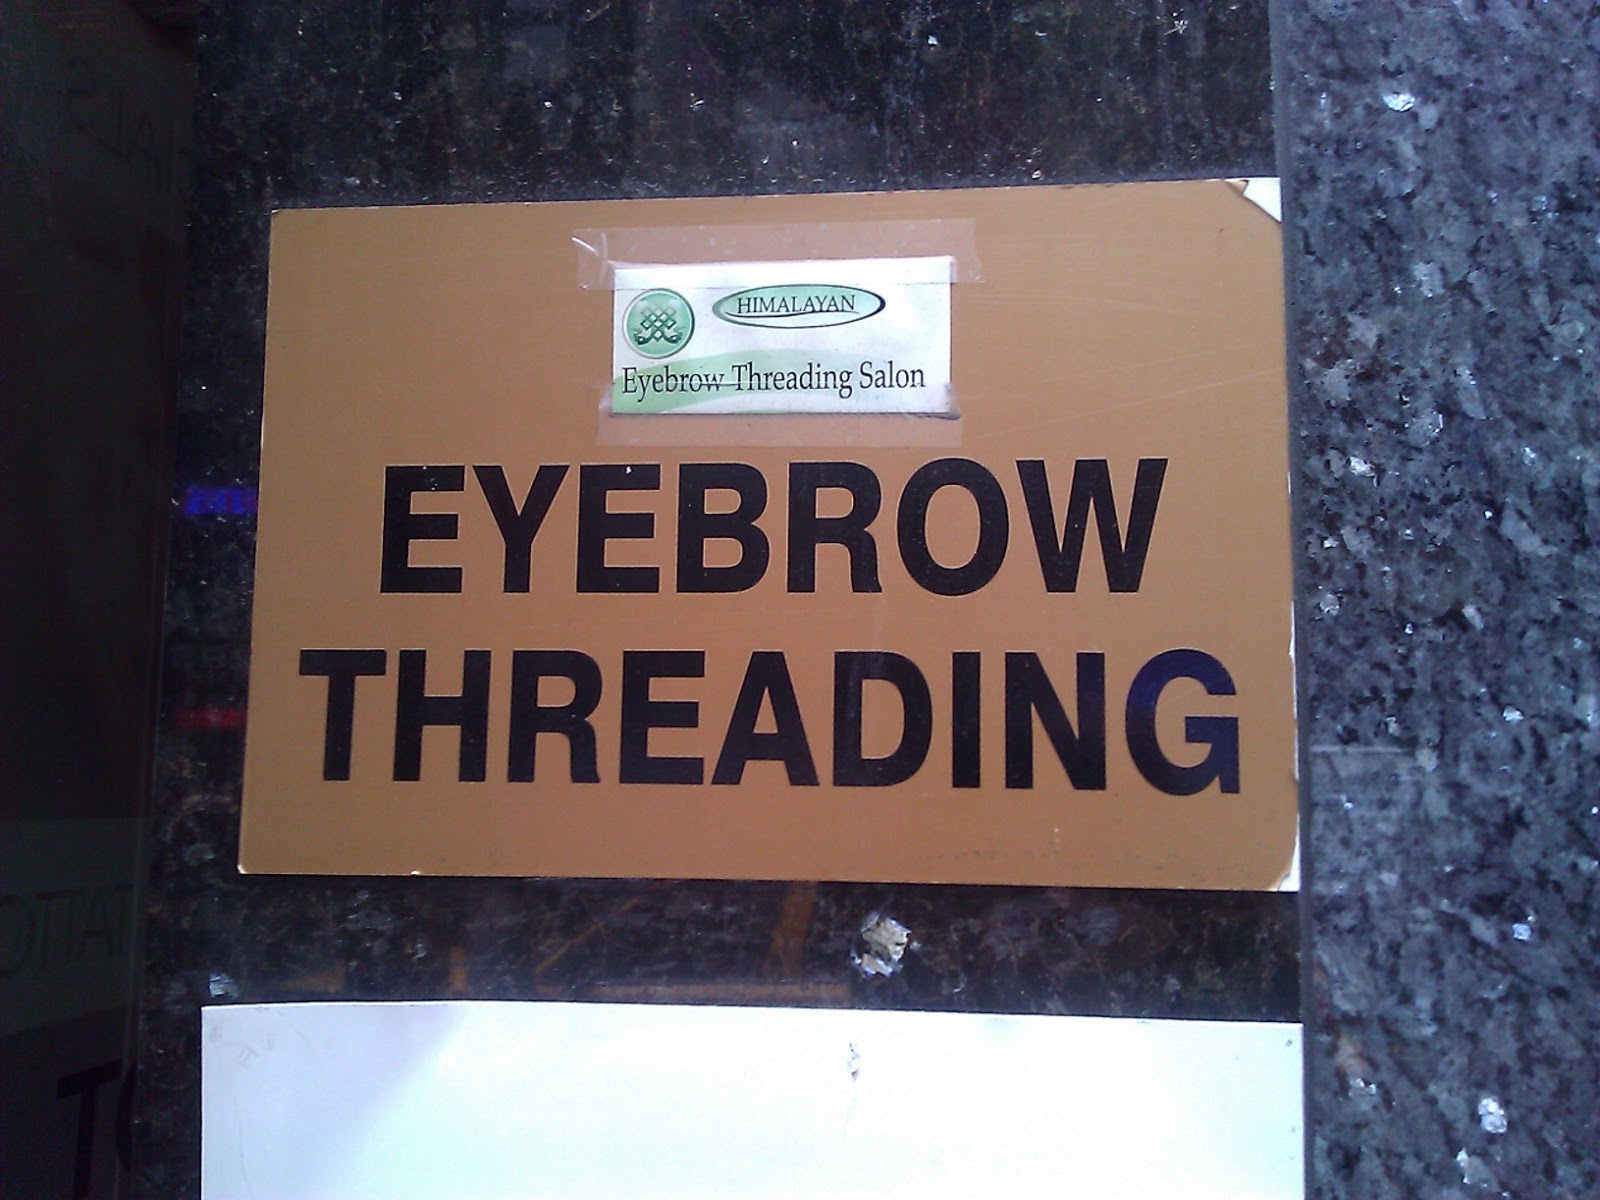 HIMALAYAN
Eyebrow Threading Salon
EYEBROW
THREADING